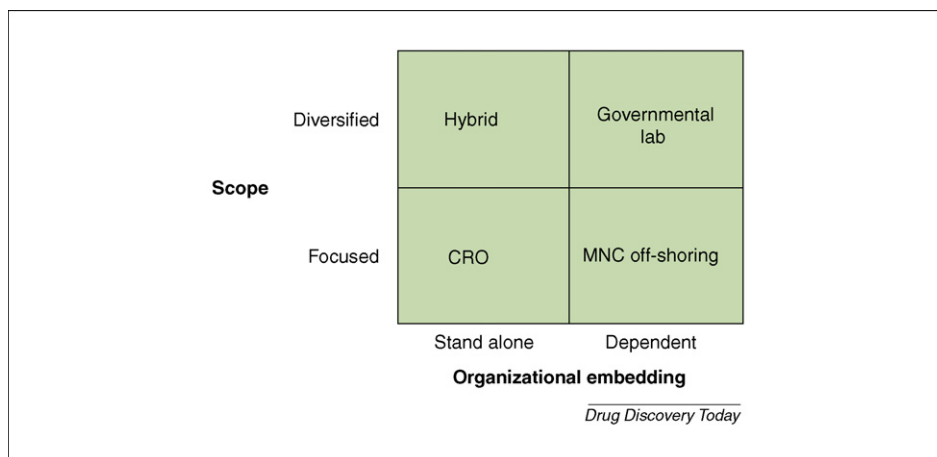 Diversified
Hybrid
Governmental
lab
Scope
Focused
CRO
MNC off-shoring
Stand alone
Dependent
Organizational embedding
Drug Discovery Today